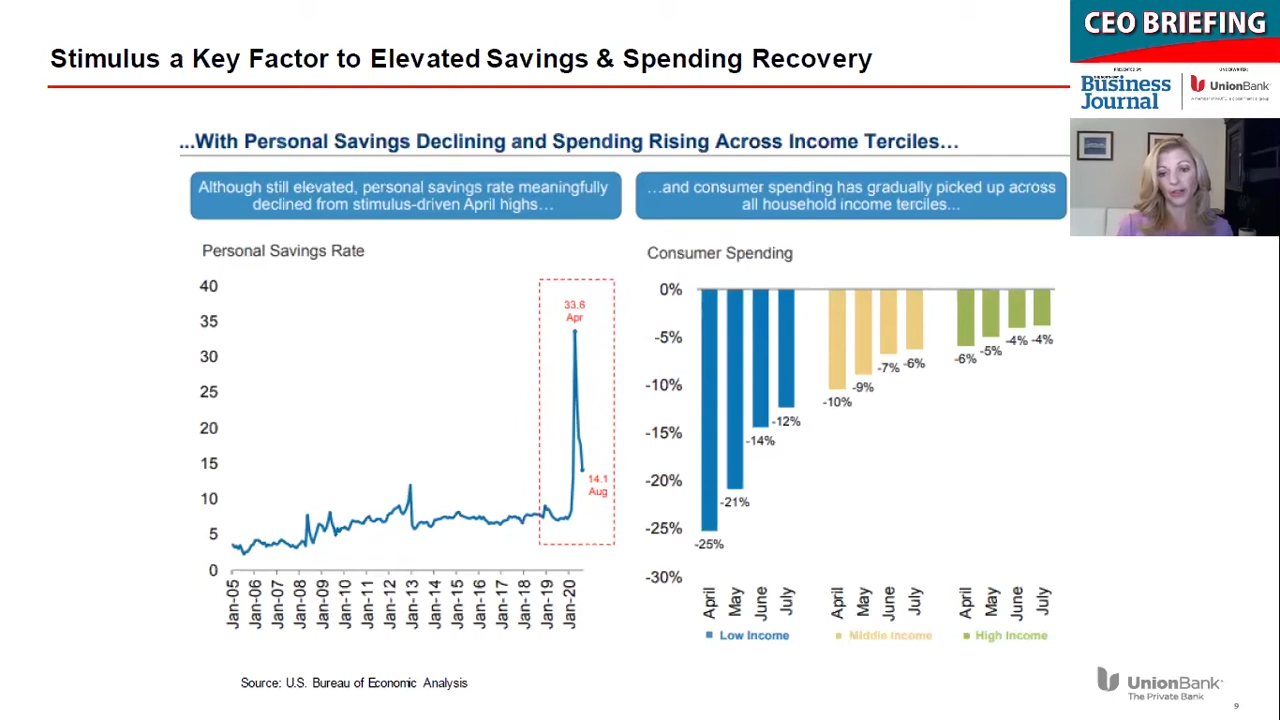 Stimulus a Key Factor to Elevated Savings & Spending Recovery
CEO BRIEFING
PRESENTED BY
UNDERWRITER
Business
Journal
UnionBank
...With Personal Savings Declining and Spending Rising Across Income Terciles…
Although still elevated, personal savings rate meaningfully
declined from stimulus-driven April highs…
…and consumer spending has gradually picked up across
all household income terciles...
Personal Savings Rate
40
35
30
25
20
15
10
5
0
33.6
Apr
14.1
Aug
Jan-05
Jan-06
Jan-07
Jan-08
Jan-09
Jan-10
Jan-11
Jan-12
Jan-13
Jan-14
Jan-15
Jan-16
Jan-17
Jan-18
Jan-19
Jan-20
Consumer Spending
0%
-5%
-10%
-15%
-20%
-25%
-30%
-25%
-21%
-14%
-12%
-10%
-9%
-7%
-6%
-6%
-5%
-4%
-4%
April
May
June
July
April
May
June
July
April
May
June
July
Low Income
Middle Income
High Income
Source: U.S. Bureau of Economic Analysis
UnionBank
The Private Bank
9